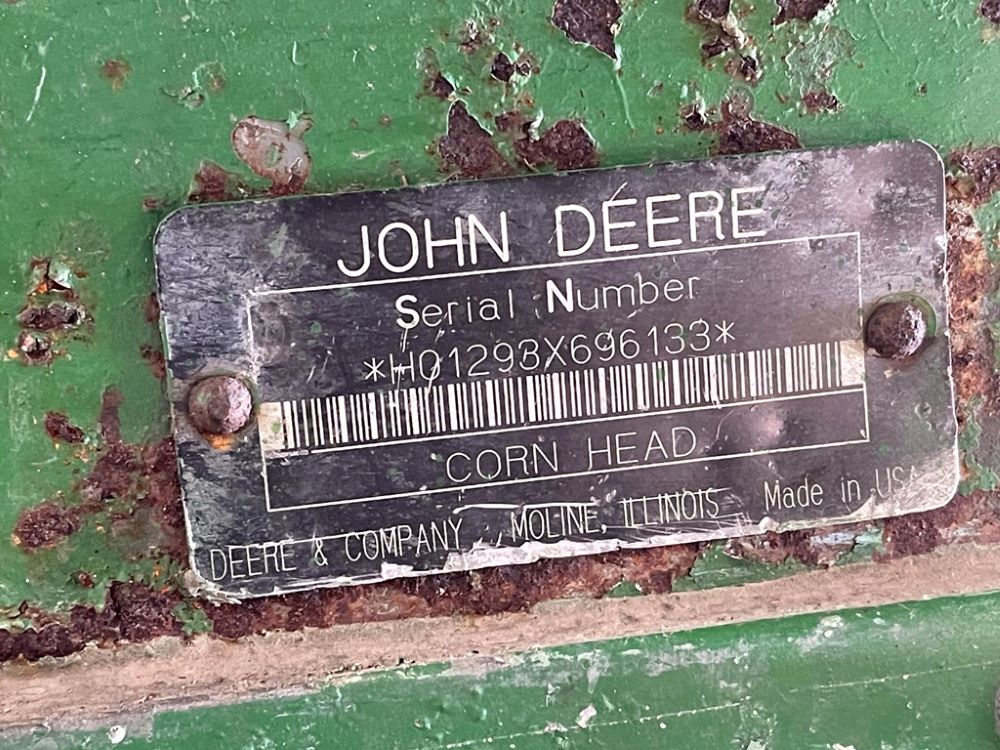 JOHN DEERE
Serial Number
*H01293X696133*
CORN HEAD
DEERE & COMPANY MOLINE, ILLINOIS Made in USA